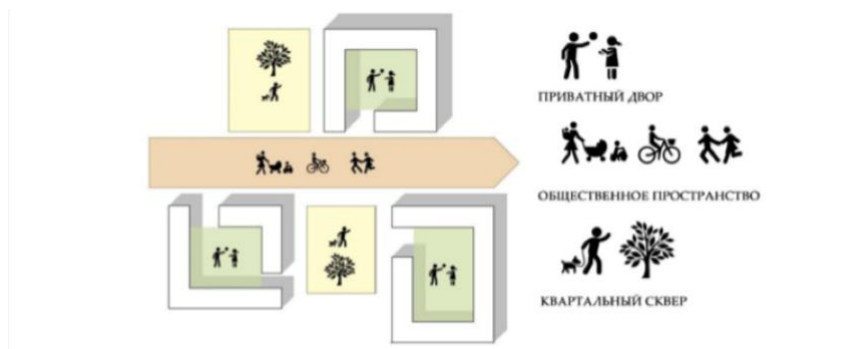 ПРИВАТНЫЙ ДВОР
ОБЩЕСТВЕННОЕ ПРОСТРАНСТВО
КВАРТАЛЬНЫЙ СКВЕР